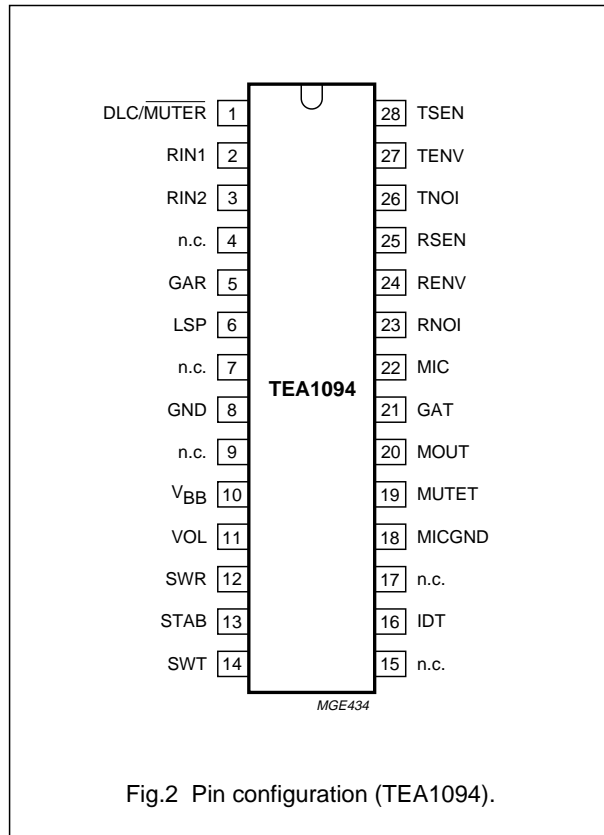 DLC/MUTER 1 28 TSEN
RIN1 2 27 TENV
RIN2 3 26 TNOI
n.c. 4 25 RSEN
GAR 5 24 RENV
LSP 6 23 RNOI
n.c. 7 22 MIC
TEA1094
GND 8 21 GAT
n.c. 9 20 MOUT
VBB 10 19 MUTET
VOL 11 18 MICGND
SWR 12 17 n.c.
STAB 13 16 IDT
SWT 14 15 n.c.
MGE434
Fig.2 Pin configuration (TEA1094).